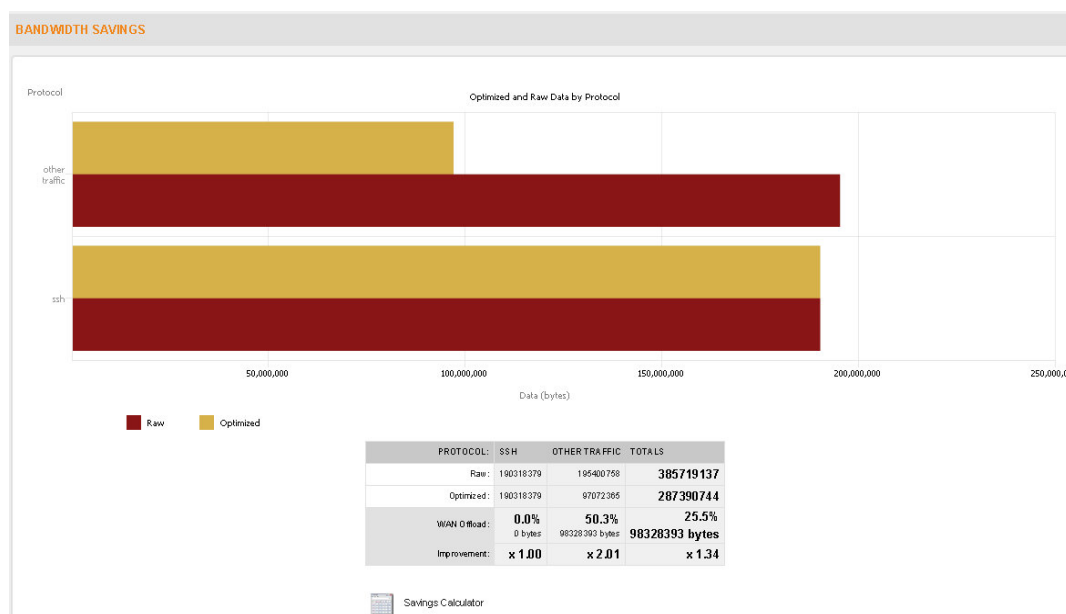 BANDWIDTH SAVINGS
Protocol
Optimized and Raw Data by Protocol
other
traffic
ssh
50,000,000 100,000,000 150,000,000 200,000,000 250,000,0
Data (bytes)
Raw Optimized
PROTOCOL: SSH OTHER TRAFFIC TOTALS
Raw: 190318379 195400758 385719137
Optimized: 190318379 97072365 287390744
WAN Offload: 0.0% 50.3% 25.5%
0 bytes 98328393 bytes 98328393 bytes
Improvement: x 1.00 x 2.01 x 1.34
Savings Calculator